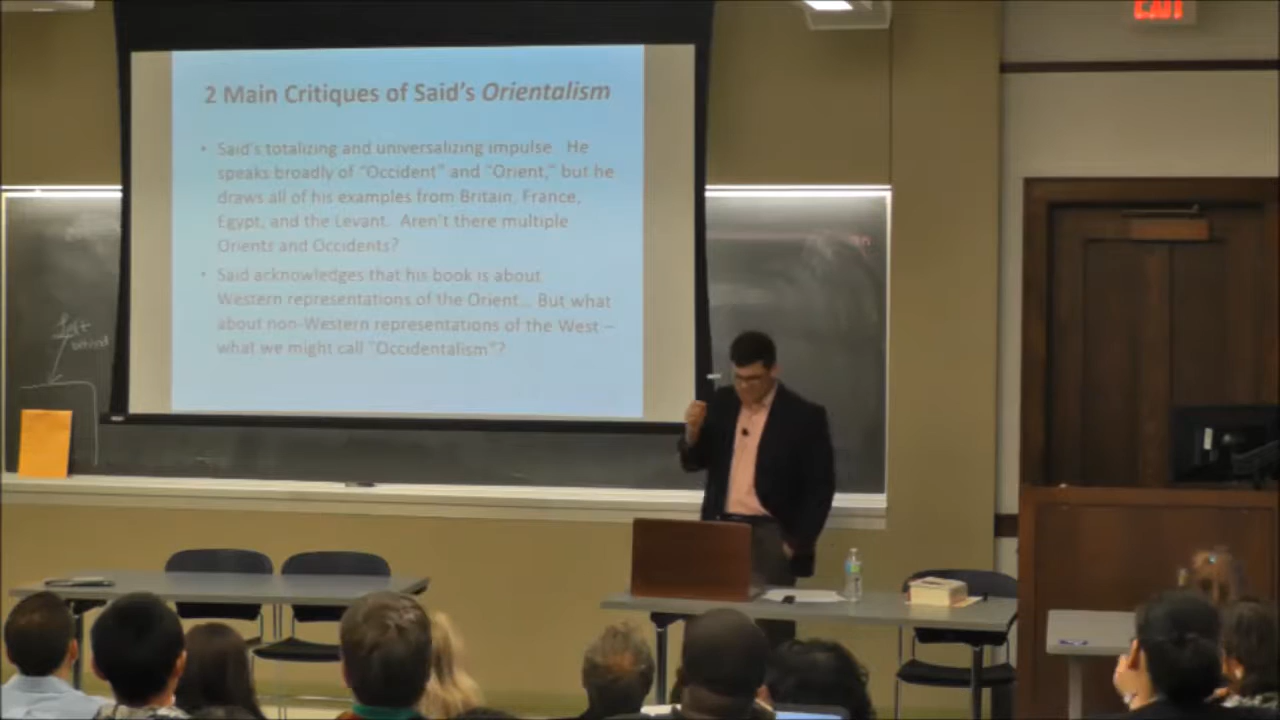 EXIT
2 Main Critiques of Said's Orientalism
• Said's totalizing and universalizing impulse. He
speaks broadly of "Occident" and "Orient," but he
draws all of his examples from Britain, France,
Egypt, and the Levant. Aren't there multiple
Orients and Occidents?
• Said acknowledges that his book is about
Western representations of the Orient... But what
about non-Western representations of the West –
what we might call "Occidentalism"?
left
behind